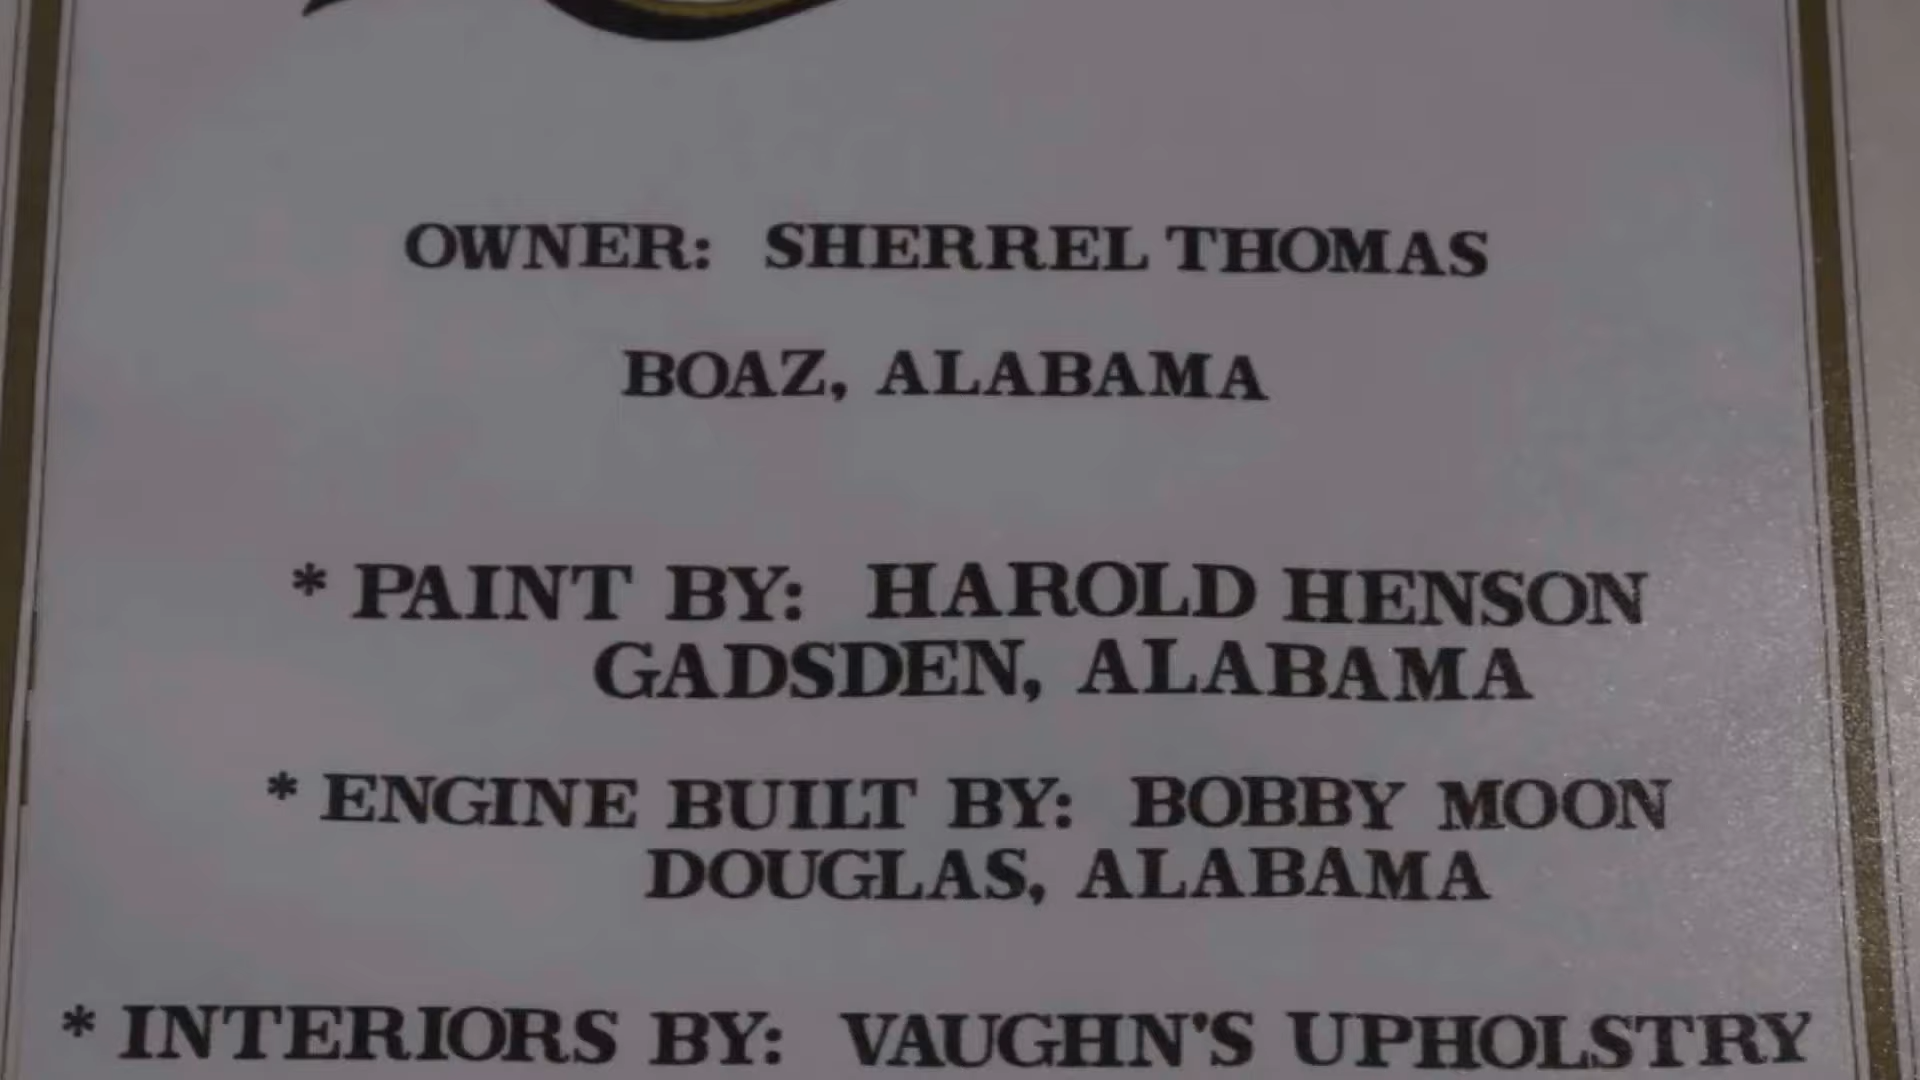 OWNER: SHERREL THOMAS
BOAZ, ALABAMA
* PAINT BY: HAROLD HENSON
GADSDEN, ALABAMA
* ENGINE BUILT BY: BOBBY MOON
DOUGLAS, ALABAMA
* INTERIORS BY: VAUGHN'S UPHOLSTRY